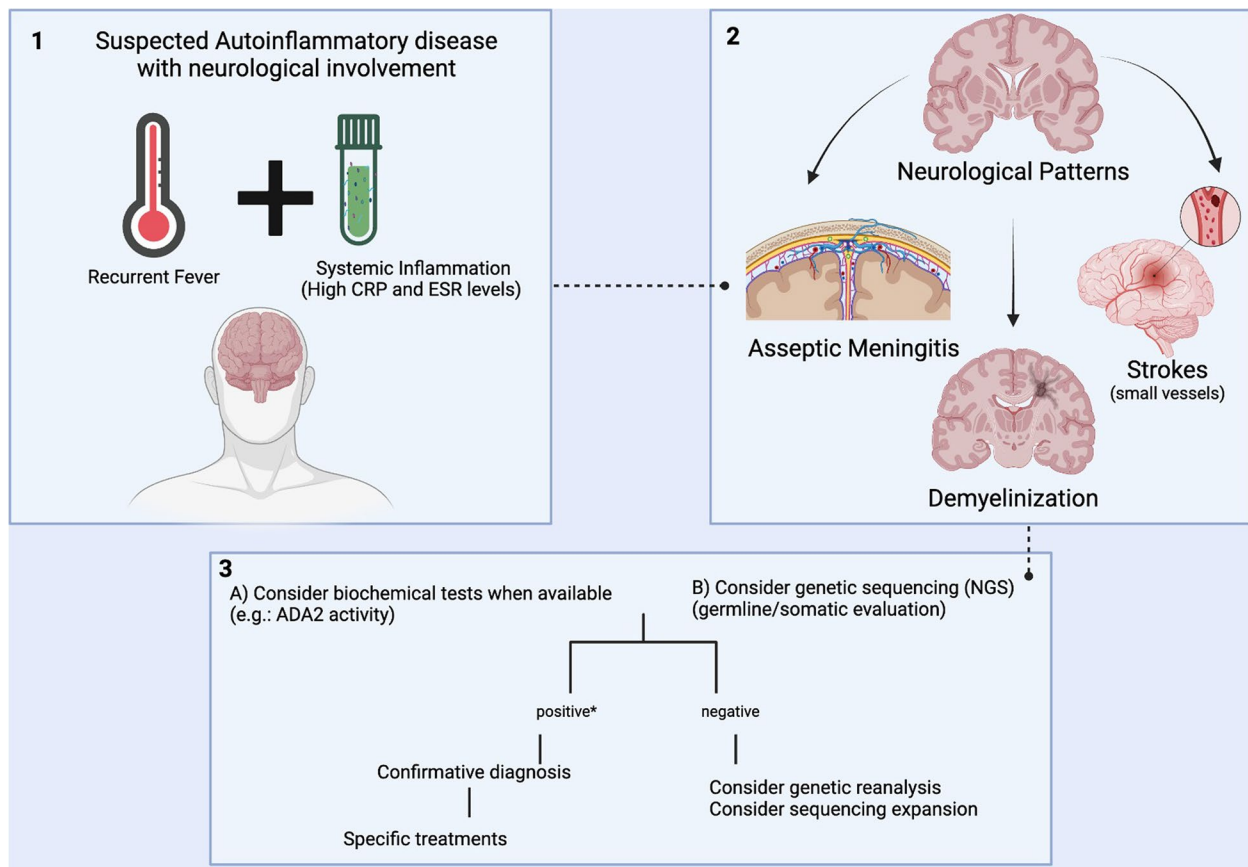 1
Suspected Autoinflammatory disease
with neurological involvement
Recurrent Fever
Systemic Inflammation
(High CRP and ESR levels)
2
Neurological Patterns
Asseptic Meningitis
Strokes
(small vessels)
Demyelinization
3
A) Consider biochemical tests when available
(e.g.: ADA2 activity)
B) Consider genetic sequencing (NGS)
(germline/somatic evaluation)
positive*
negative
Confirmative diagnosis
Consider genetic reanalysis
Consider sequencing expansion
Specific treatments